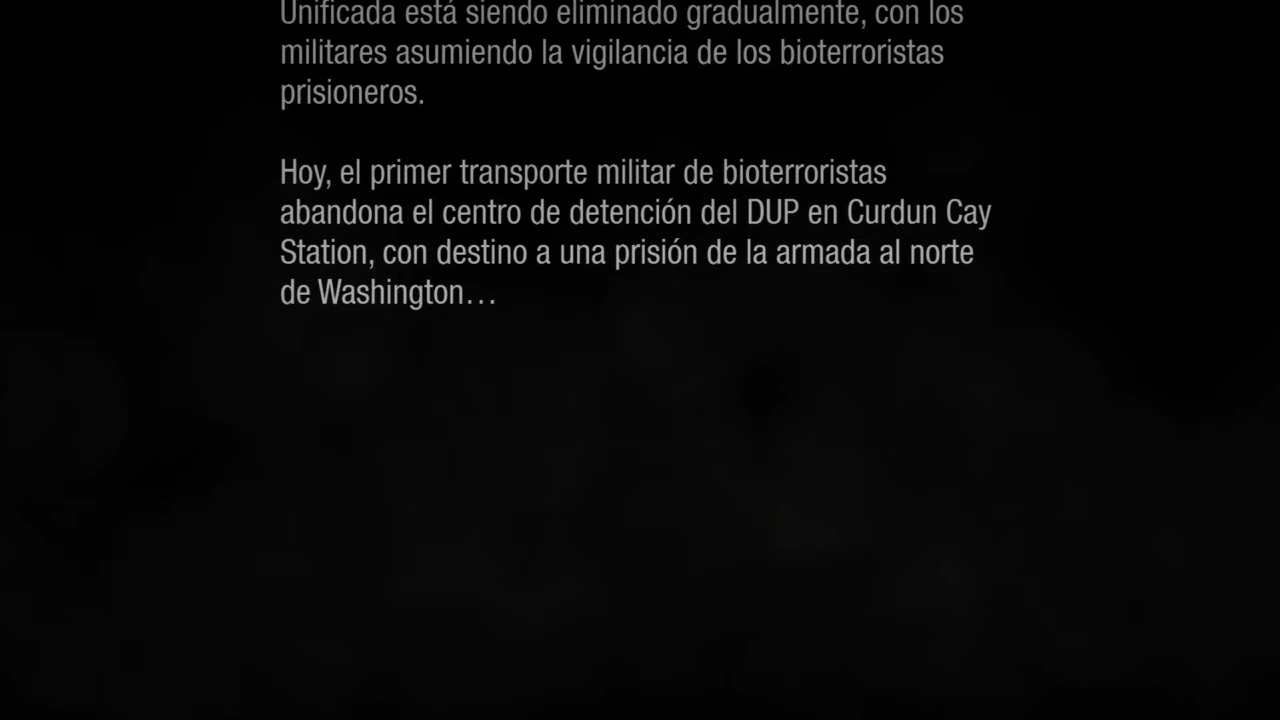 Unificada está siendo eliminado gradualmente, con los
militares asumiendo la vigilancia de los bioterroristas
prisioneros.
Hoy, el primer transporte militar de bioterroristas
abandona el centro de detención del DUP en Curdun Cay
Station, con destino a una prisión de la armada al norte
de Washington…